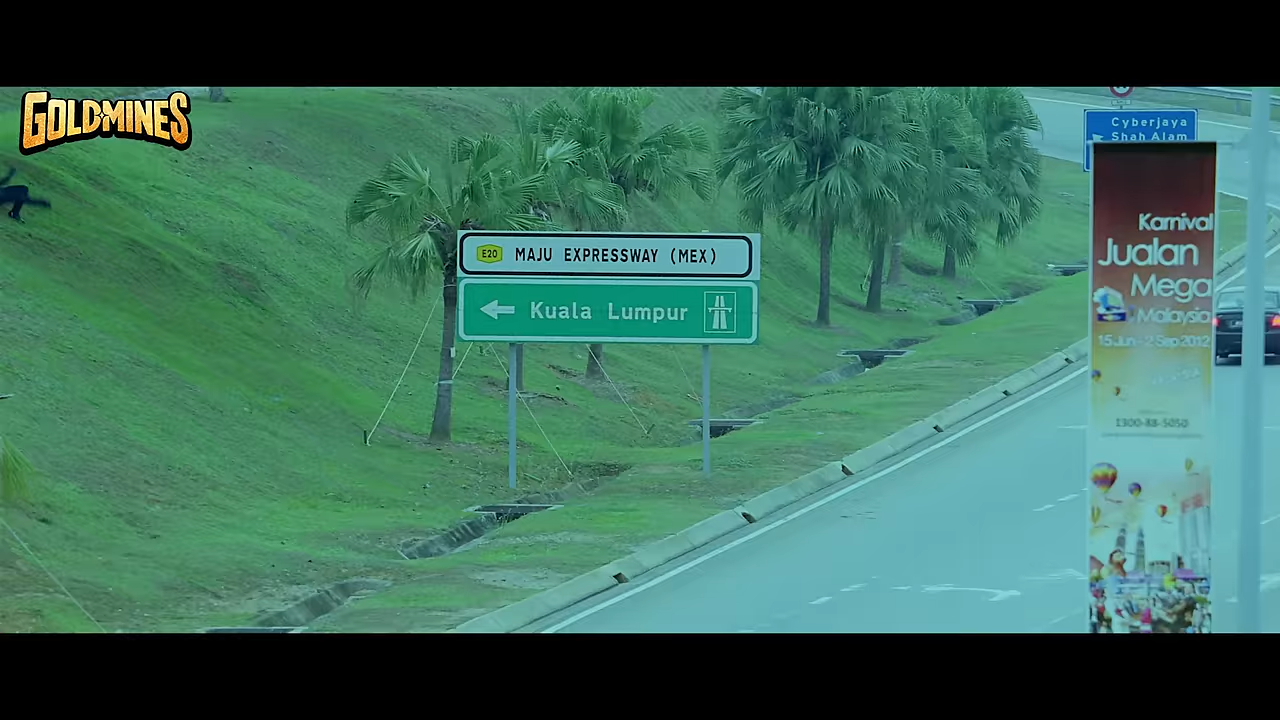 GOLDMINES
Cyberjaya
Shah Alam
E20 MAJU EXPRESSWAY (MEX)
Kuala Lumpur
Karnival
Jualan
Mega
Malaysia
15 Jun - 2 Sep 2012
1300-88-5050